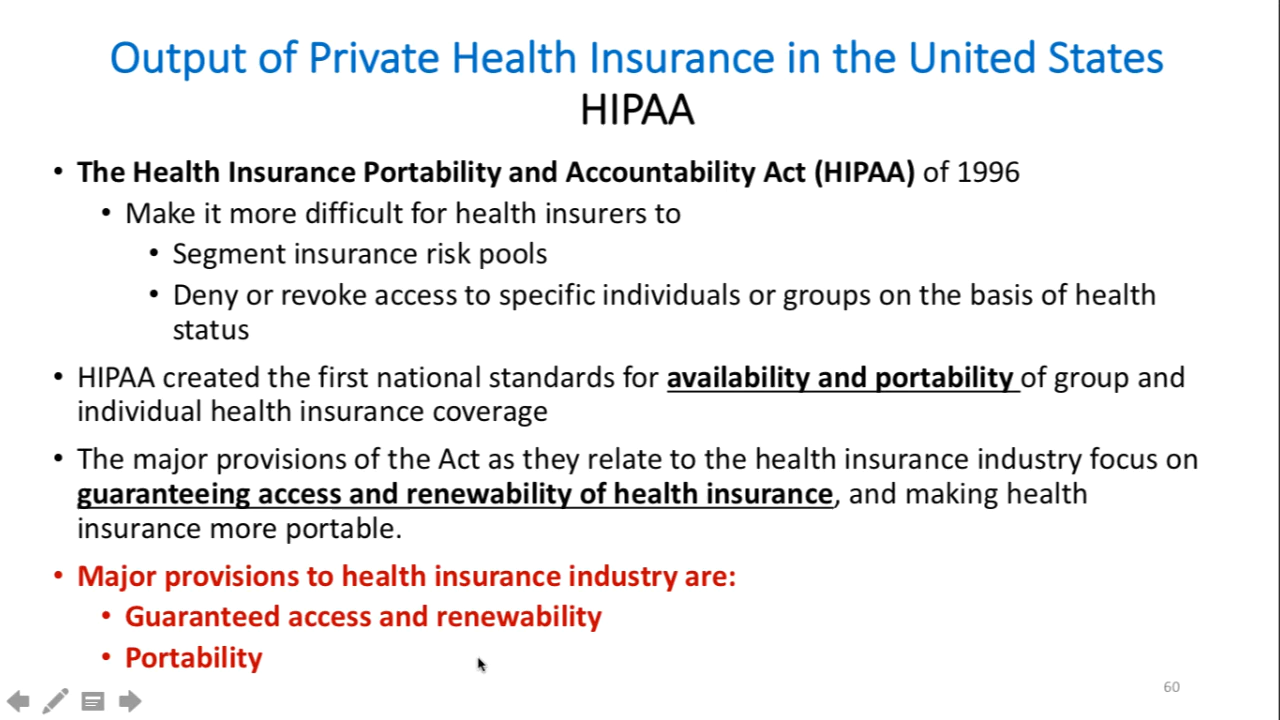 Output of Private Health Insurance in the United States
HIPAA
• The Health Insurance Portability and Accountability Act (HIPAA) of 1996
• Make it more difficult for health insurers to
• Segment insurance risk pools
• Deny or revoke access to specific individuals or groups on the basis of health
status
• HIPAA created the first national standards for availability and portability of group and
individual health insurance coverage
• The major provisions of the Act as they relate to the health insurance industry focus on
guaranteeing access and renewability of health insurance, and making health
insurance more portable.
• Major provisions to health insurance industry are:
• Guaranteed access and renewability
• Portability
60